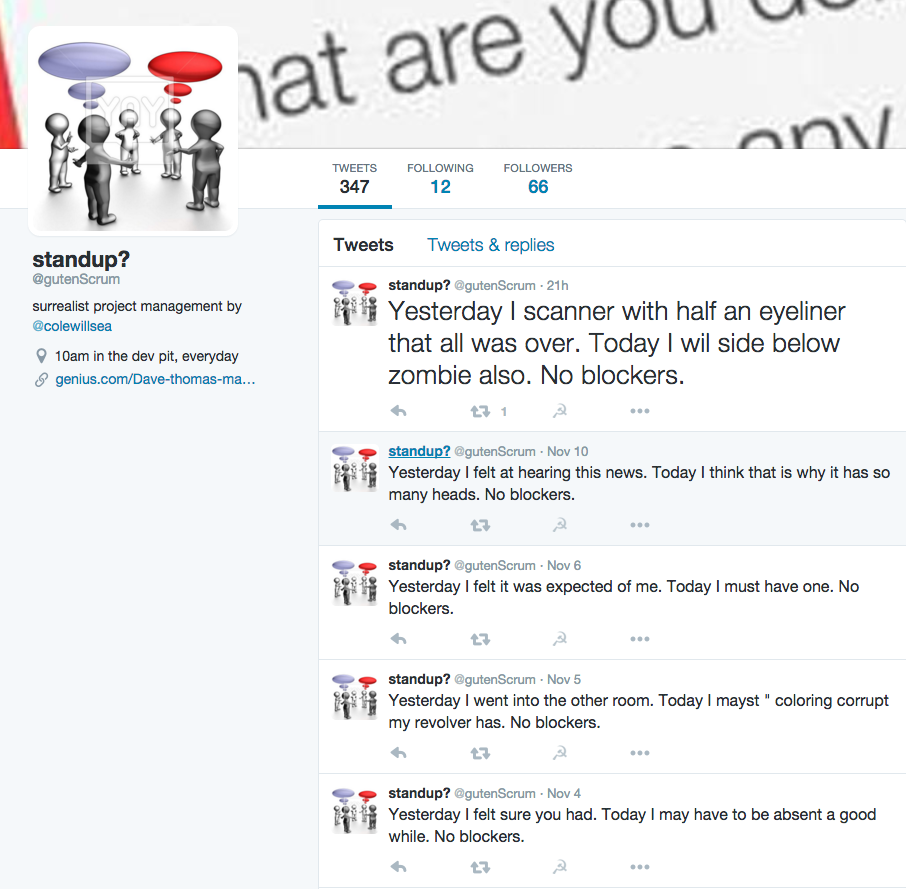 hat are you do
any
YAY
TWEETS FOLLOWING FOLLOWERS
347 12 66
standup?
@gutenScrum
surrealist project management by
@colewillsea
10am in the dev pit, everyday
genius.com/Dave-thomas-ma…
Tweets Tweets & replies
standup? @gutenScrum · 21h
Yesterday I scanner with half an eyeliner
that all was over. Today I wil side below
zombie also. No blockers.
1
standup? @gutenScrum · Nov 10
Yesterday I felt at hearing this news. Today I think that is why it has so
many heads. No blockers.
standup? @gutenScrum · Nov 6
Yesterday I felt it was expected of me. Today I must have one. No
blockers.
standup? @gutenScrum · Nov 5
Yesterday I went into the other room. Today I mayst " coloring corrupt
my revolver has. No blockers.
standup? @gutenScrum · Nov 4
Yesterday I felt sure you had. Today I may have to be absent a good
while. No blockers.